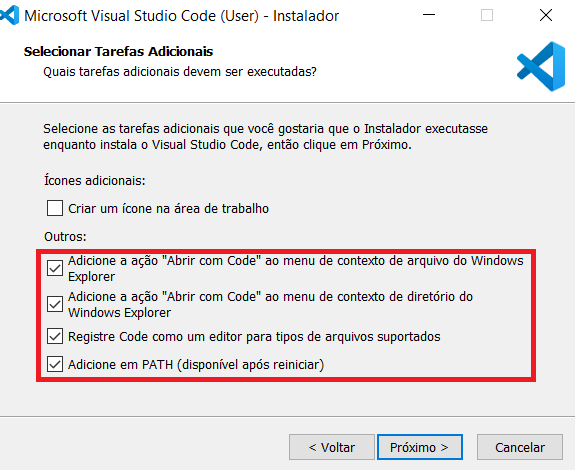 Microsoft Visual Studio Code (User) - Instalador
Selecionar Tarefas Adicionais
Quais tarefas adicionais devem ser executadas?
Selecione as tarefas adicionais que você gostaria que o Instalador executasse
enquanto instala o Visual Studio Code, então clique em Próximo.
Ícones adicionais:
Criar um ícone na área de trabalho
Outros:
Adicione a ação "Abrir com Code" ao menu de contexto de arquivo do Windows
Explorer
Adicione a ação "Abrir com Code" ao menu de contexto de diretório do
Windows Explorer
Registre Code como um editor para tipos de arquivos suportados
Adicione em PATH (disponível após reiniciar)
< Voltar Próximo > Cancelar